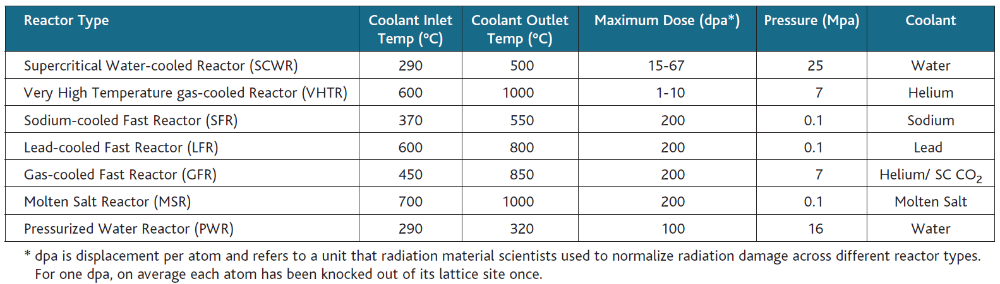 Reactor Type Coolant Inlet Temp (°C) Coolant Outlet Temp (°C) Maximum Dose (dpa*) Pressure (Mpa) Coolant
Supercritical Water-cooled Reactor (SCWR) 290 500 15-67 25 Water
Very High Temperature gas-cooled Reactor (VHTR) 600 1000 1-10 7 Helium
Sodium-cooled Fast Reactor (SFR) 370 550 200 0.1 Sodium
Lead-cooled Fast Reactor (LFR) 600 800 200 0.1 Lead
Gas-cooled Fast Reactor (GFR) 450 850 200 7 Helium/ SC CO₂
Molten Salt Reactor (MSR) 700 1000 200 0.1 Molten Salt
Pressurized Water Reactor (PWR) 290 320 100 16 Water
* dpa is displacement per atom and refers to a unit that radiation material scientists used to normalize radiation damage across different reactor types.
For one dpa, on average each atom has been knocked out of its lattice site once.